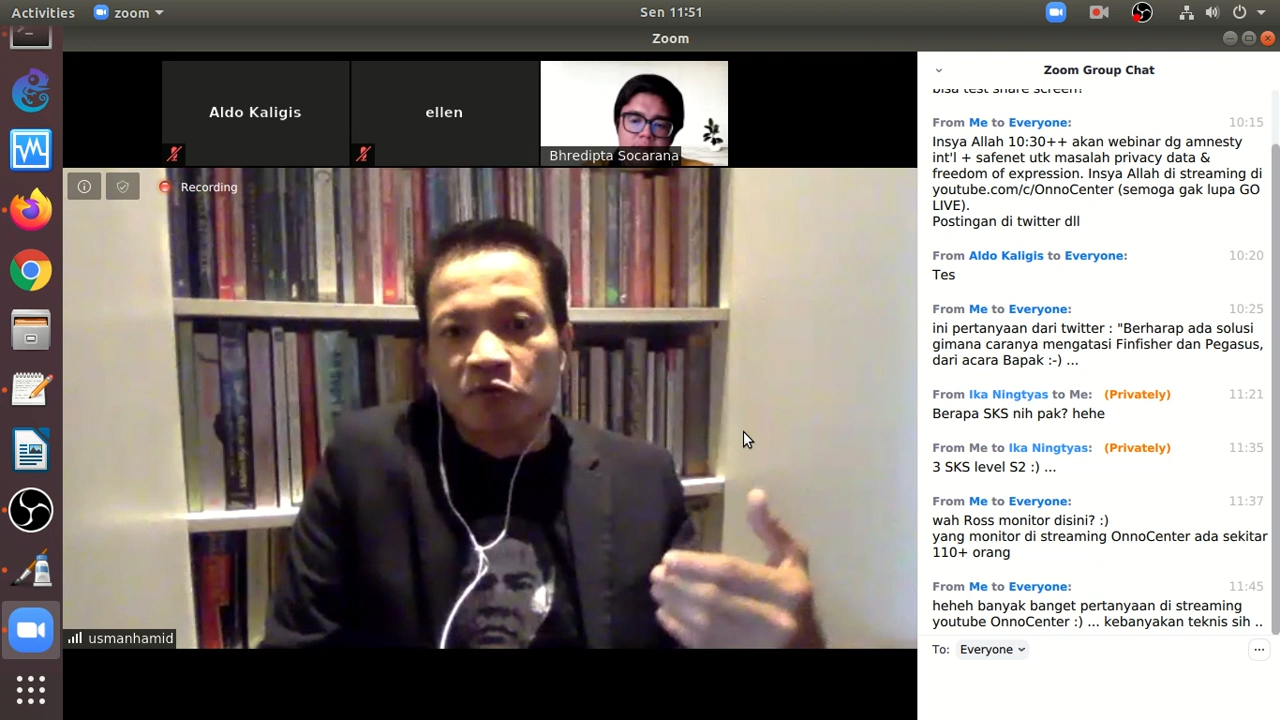 Activities
zoom
Sen 11:51
Zoom
Aldo Kaligis
ellen
Bhredipta Socarana
Recording
usmanhamid
Zoom Group Chat
bisa test share screen?
From Me to Everyone: 10:15
Insya Allah 10:30++ akan webinar dg amnesty
int'l + safenet utk masalah privacy data &
freedom of expression. Insya Allah di streaming di
youtube.com/c/OnnoCenter (semoga gak lupa GO
LIVE).
Postingan di twitter dll
From Aldo Kaligis to Everyone: 10:20
Tes
From Me to Everyone: 10:25
ini pertanyaan dari twitter : "Berharap ada solusi
gimana caranya mengatasi Finfisher dan Pegasus,
dari acara Bapak :-) ...
From Ika Ningtyas to Me: (Privately) 11:21
Berapa SKS nih pak? hehe
From Me to Ika Ningtyas: (Privately) 11:35
3 SKS level S2 :) ...
From Me to Everyone: 11:37
wah Ross monitor disini? :)
yang monitor di streaming OnnoCenter ada sekitar
110+ orang
From Me to Everyone: 11:45
heheh banyak banget pertanyaan di streaming
youtube OnnoCenter :) ... kebanyakan teknis sih ..
To: Everyone